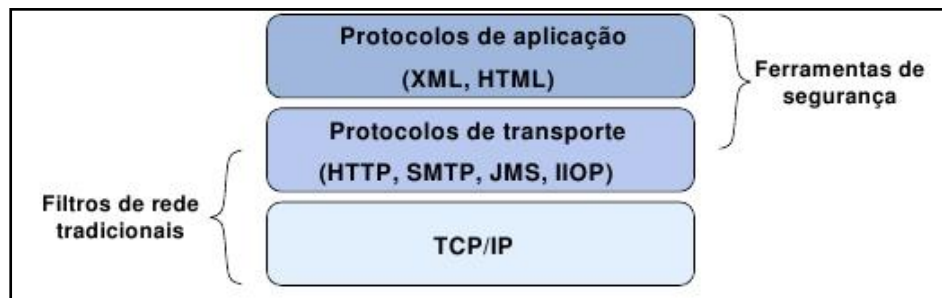 Protocolos de aplicação
(XML, HTML)
Ferramentas de
segurança
Protocolos de transporte
(HTTP, SMTP, JMS, IIOP)
Filtros de rede
tradicionais
TCP/IP